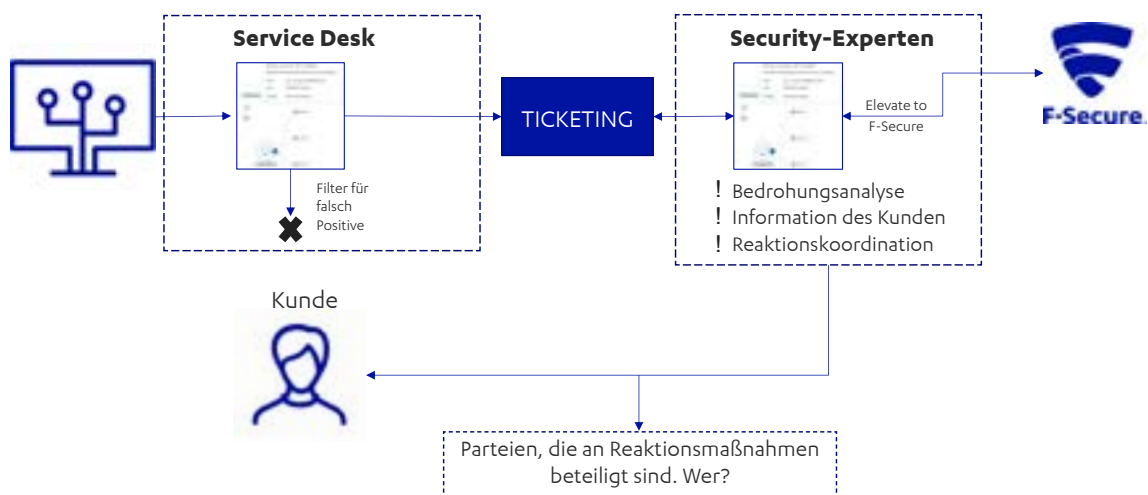 Service Desk
Security-Experten
F-Secure
TICKETING
Elevate to
F-Secure
Filter für
falsch
Positive
! Bedrohungsanalyse
! Information des Kunden
! Reaktionskoordination
Kunde
Parteien, die an Reaktionsmaßnahmen
beteiligt sind. Wer?